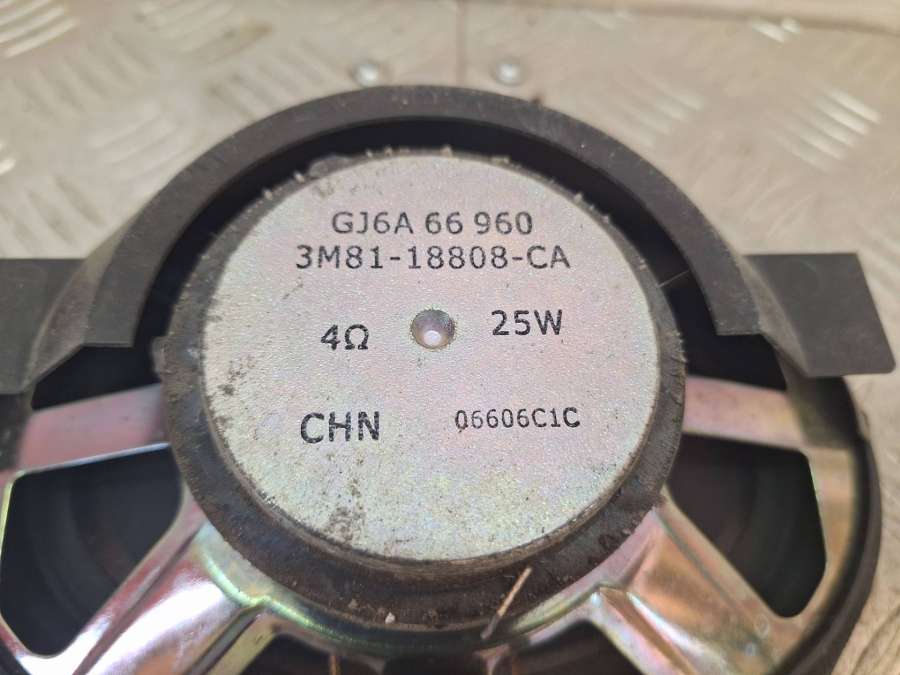 GJ6A 66 960
3M81-18808-CA
4Ω 25W
CHN 06606C1C